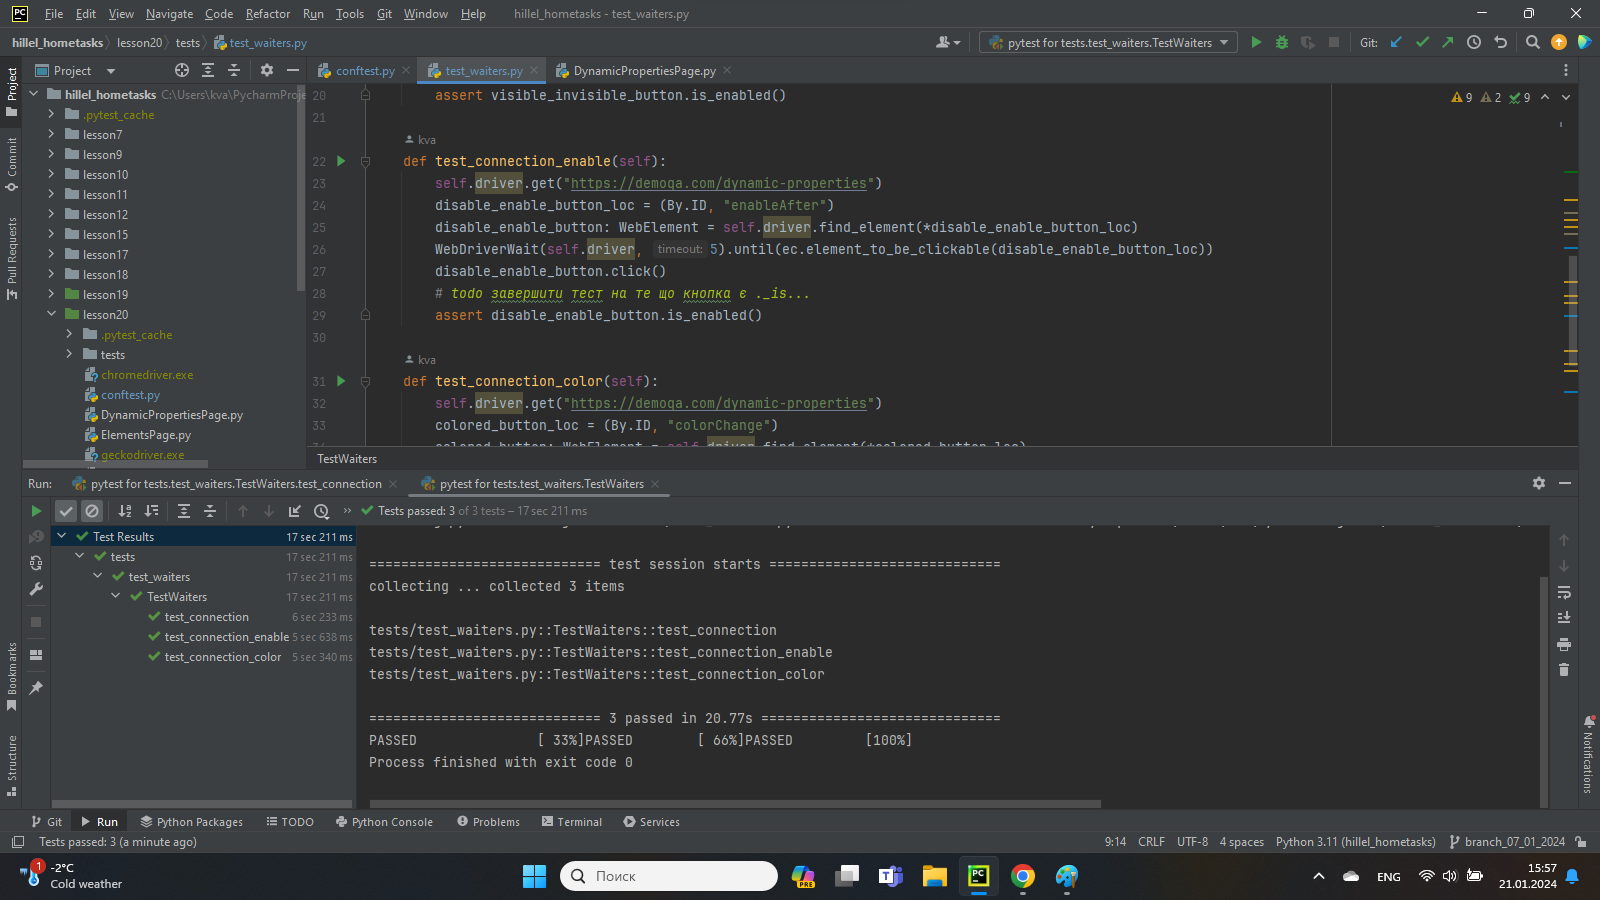 File Edit View Navigate Code Refactor Run Tools Git Window Help hillel_hometasks - test_waiters.py
hillel_hometasks lesson20 tests test_waiters.py
pytest for tests.test_waiters.TestWaiters Git:
Project
Project
Commit
Pull Requests
Bookmarks
Structure
hillel_hometasks C:\Users\kva\PycharmProje
.pytest_cache
lesson7
lesson9
lesson10
lesson11
lesson12
lesson15
lesson17
lesson18
lesson19
lesson20
.pytest_cache
tests
chromedriver.exe
conftest.py
DynamicPropertiesPage.py
ElementsPage.py
geckodriver.exe
conftest.py test_waiters.py DynamicPropertiesPage.py
9 2 9
20 assert visible_invisible_button.is_enabled()
21
kva
22 def test_connection_enable(self):
23 self.driver.get("https://demoqa.com/dynamic-properties")
24 disable_enable_button_loc = (By.ID, "enableAfter")
25 disable_enable_button: WebElement = self.driver.find_element(*disable_enable_button_loc)
26 WebDriverWait(self.driver, timeout: 5).until(ec.element_to_be_clickable(disable_enable_button_loc))
27 disable_enable_button.click()
28 # todo завершити тест на те що кнопка є ._is...
29 assert disable_enable_button.is_enabled()
30
kva
31 def test_connection_color(self):
32 self.driver.get("https://demoqa.com/dynamic-properties")
33 colored_button_loc = (By.ID, "colorChange")
34 colored_button: WebElement = self.driver.find_element(*colored_button_loc)
TestWaiters
Run: pytest for tests.test_waiters.TestWaiters.test_connection pytest for tests.test_waiters.TestWaiters
Tests passed: 3 of 3 tests – 17 sec 211 ms
Test Results 17 sec 211 ms
tests 17 sec 211 ms
test_waiters 17 sec 211 ms
TestWaiters 17 sec 211 ms
test_connection 6 sec 233 ms
test_connection_enable 5 sec 638 ms
test_connection_color 5 sec 340 ms
============================= test session starts =============================
collecting ... collected 3 items
tests/test_waiters.py::TestWaiters::test_connection
tests/test_waiters.py::TestWaiters::test_connection_enable
tests/test_waiters.py::TestWaiters::test_connection_color
============================= 3 passed in 20.77s ==============================
PASSED [ 33%]PASSED [ 66%]PASSED [100%]
Process finished with exit code 0
Notifications
Git Run Python Packages TODO Python Console Problems Terminal Services
Tests passed: 3 (a minute ago) 9:14 CRLF UTF-8 4 spaces Python 3.11 (hillel_hometasks) branch_07_01_2024
1
-2°C
Cold weather
Поиск
PRE
PC
ENG
15:57
21.01.2024